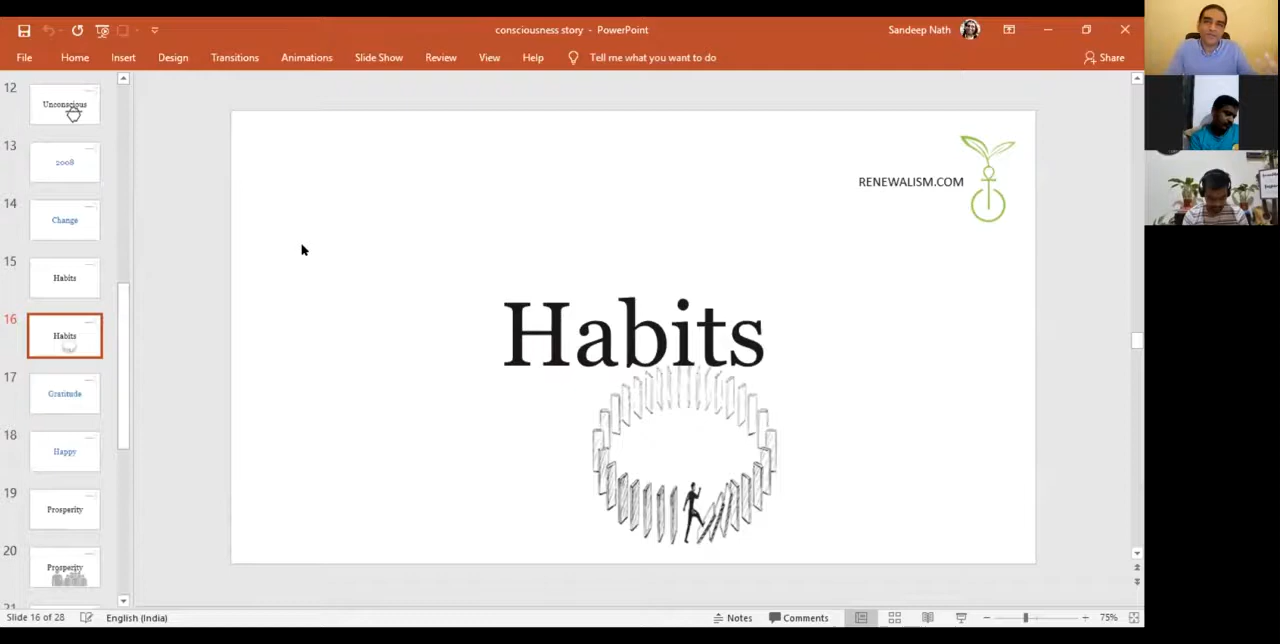 consciousness story - PowerPoint
Sandeep Nath
File Home Insert Design Transitions Animations Slide Show Review View Help Tell me what you want to do Share
12
Unconscious
13
2008
14
Change
15
Habits
16
Habits
17
Gratitude
18
Happy
19
Prosperity
20
Prosperity
RENEWALISM.COM
Habits
Slide 16 of 28 English (India) Notes Comments 75%